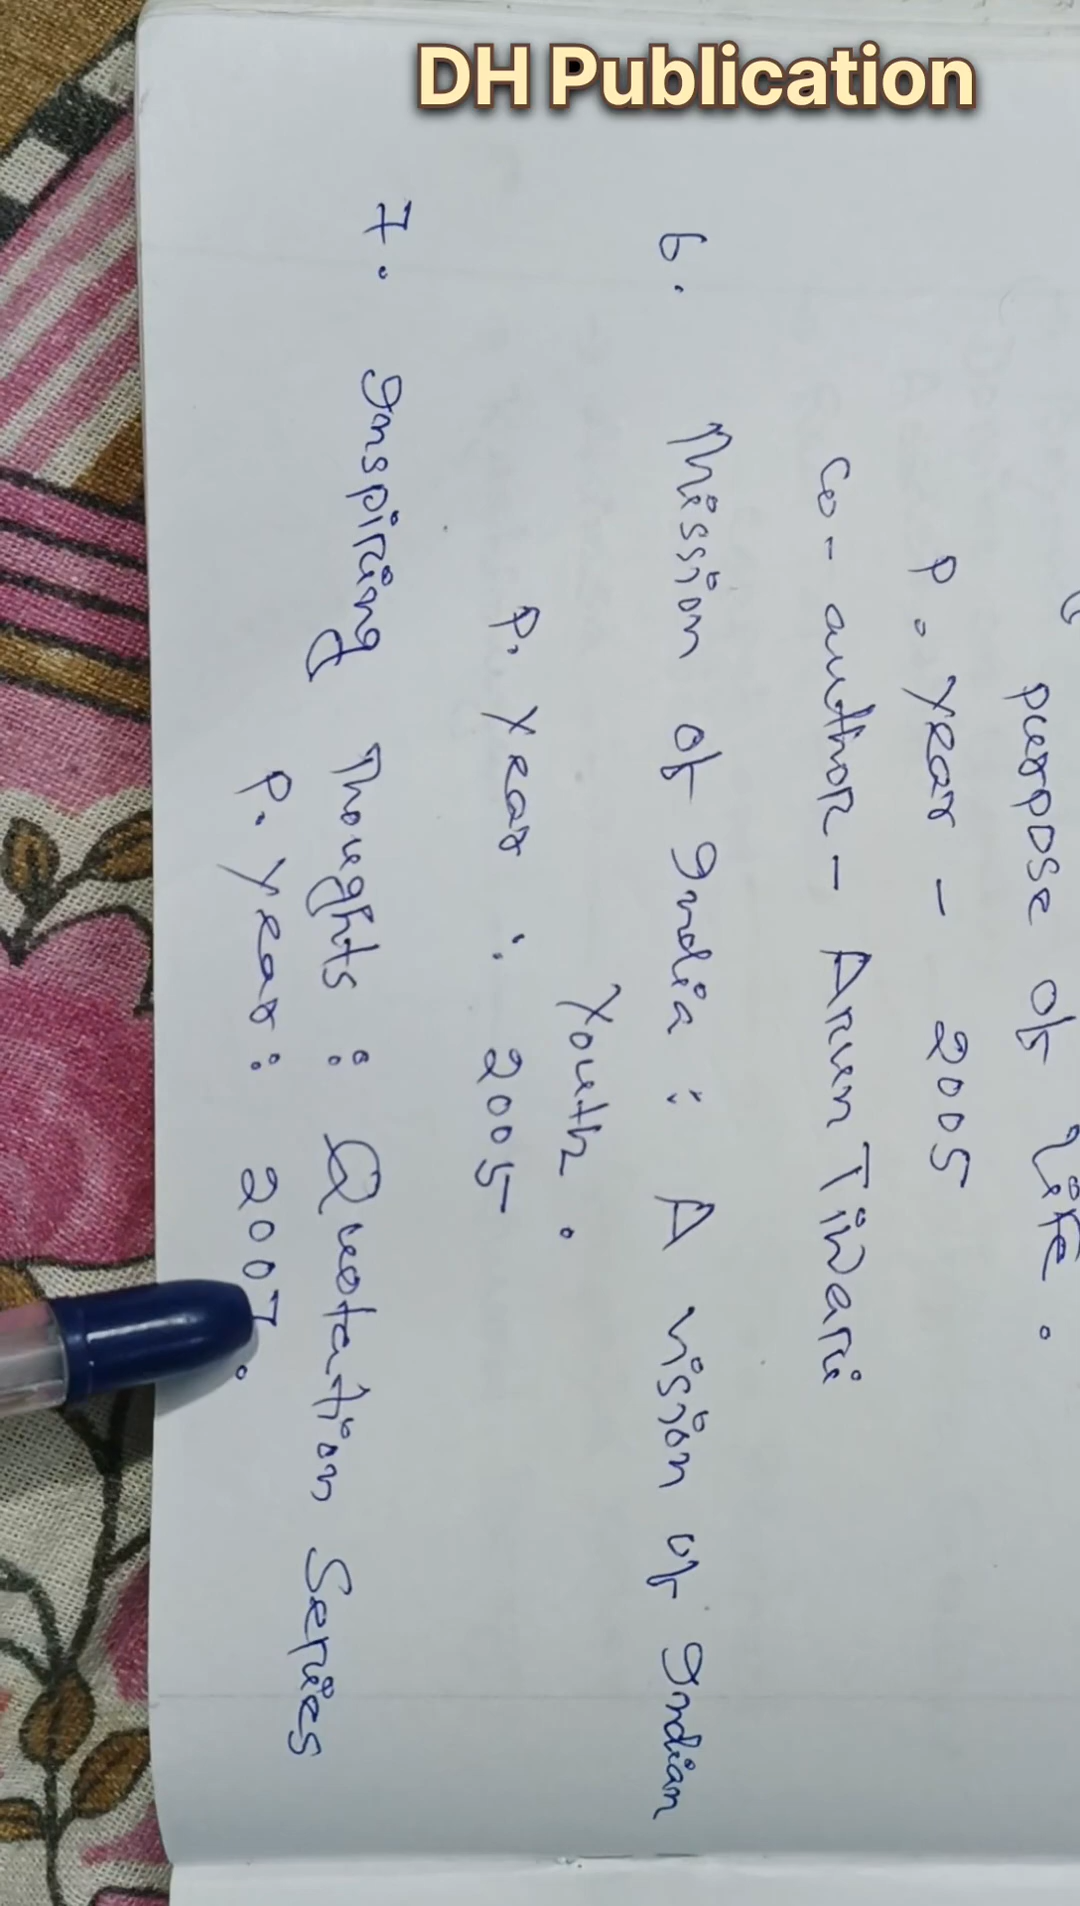 DH Publication
purpose of life.
P. Year - 2005
Co-author - Arun Tiwari
6. Mission of India : A vision of Indian
Youth.
P. Year : 2005
7. Inspiring Thoughts : Quotation Series
P. Year : 2007.